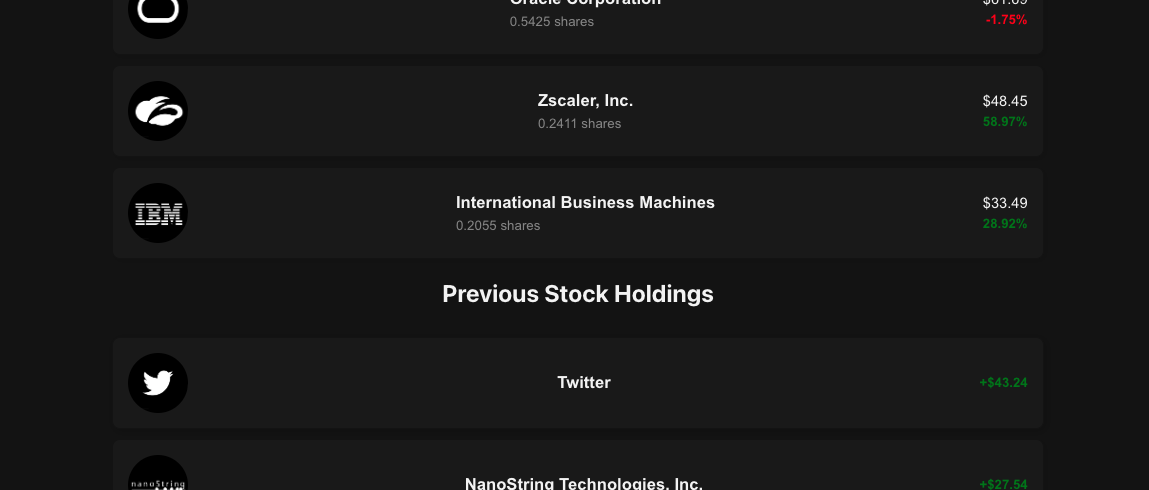 Oracle Corporation
0.5425 shares
$61.69
-1.75%
Zscaler, Inc.
0.2411 shares
$48.45
58.97%
IBM
International Business Machines
0.2055 shares
$33.49
28.92%
Previous Stock Holdings
Twitter
+$43.24
nanoString
NanoString Technologies, Inc.
+$27.54